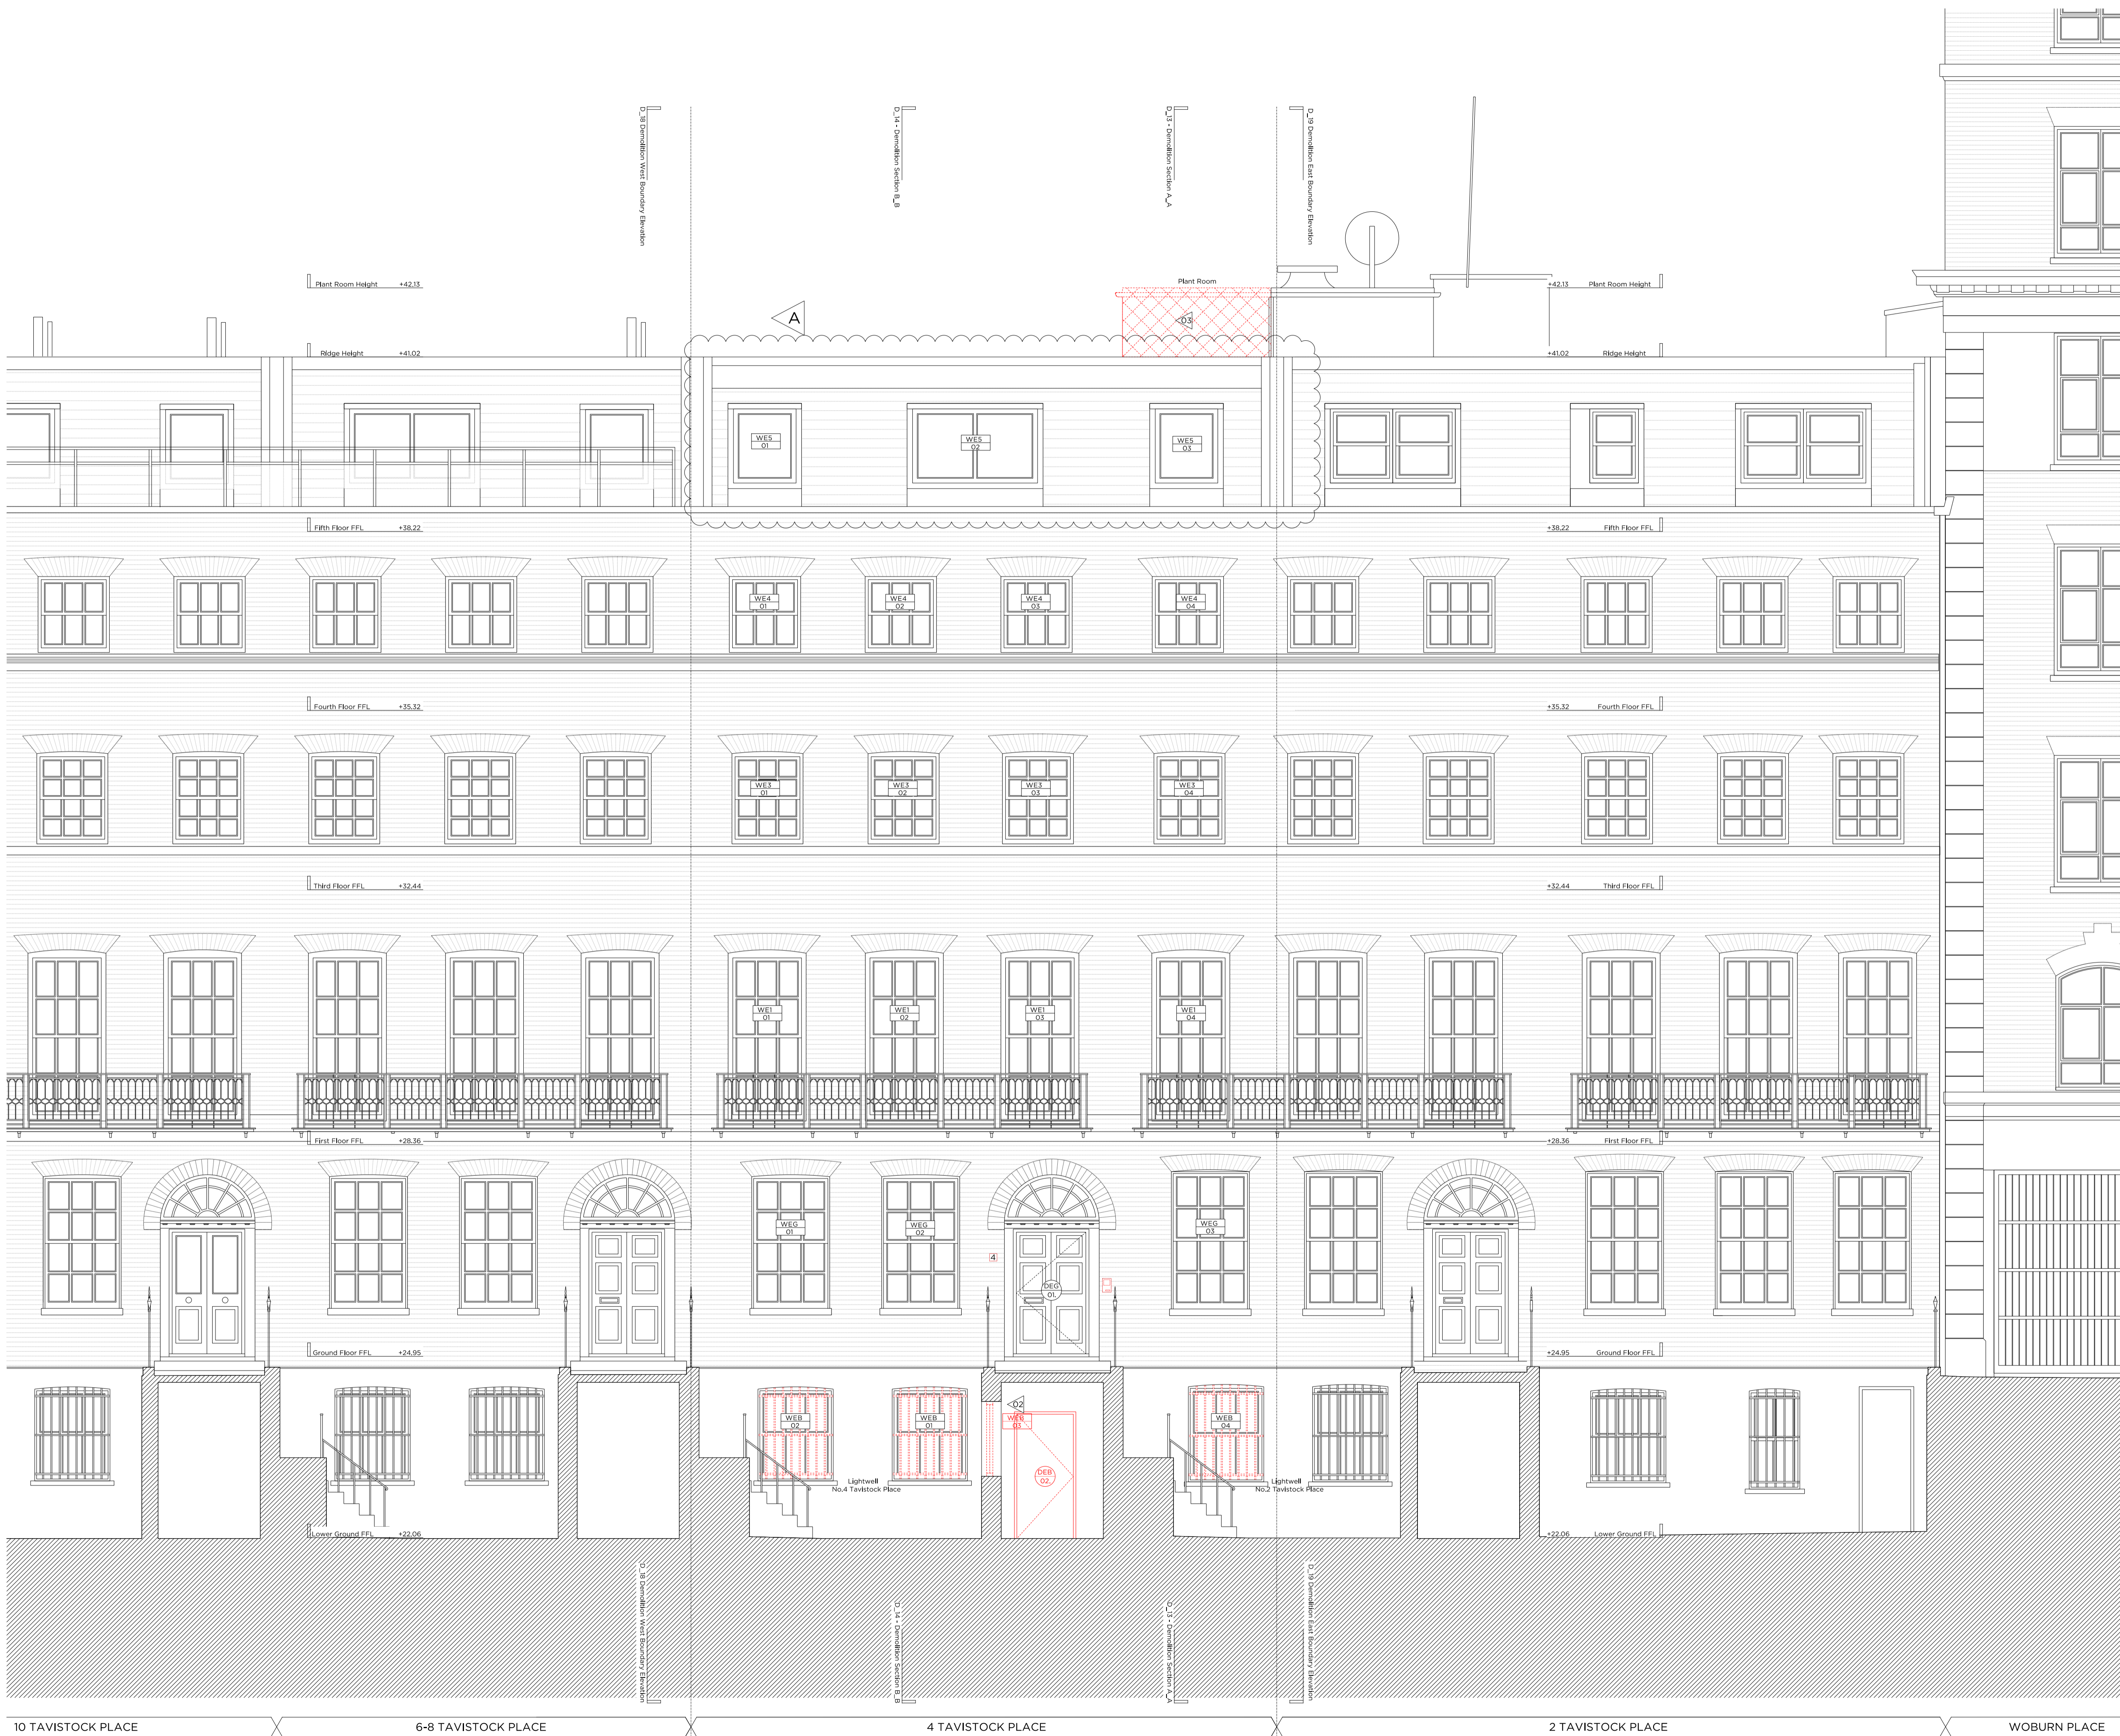 D_18 Demolition West Boundary Elevation
D_14 - Demolition Section B_B
D_13 - Demolition Section A_A
D_19 Demolition East Boundary Elevation
Plant Room Height +42.13
Plant Room
+42.13 Plant Room Height
A
03
Ridge Height +41.02
+41.02 Ridge Height
WE5 01
WE5 02
WE5 03
Fifth Floor FFL +38.22
+38.22 Fifth Floor FFL
WE4 01
WE4 02
WE4 03
WE4 04
Fourth Floor FFL +35.32
+35.32 Fourth Floor FFL
WE3 01
WE3 02
WE3 03
WE3 04
Third Floor FFL +32.44
+32.44 Third Floor FFL
WE1 01
WE1 02
WE1 03
WE1 04
First Floor FFL +28.36
+28.36 First Floor FFL
WEG 01
WEG 02
WEG 03
4
DEG 01.
Ground Floor FFL +24.95
+24.95 Ground Floor FFL
02
WEB 02
WEB 01
WEB 03
WEB 04
DEB 02.
Lightwell
No.4 Tavistock Place
Lightwell
No.2 Tavistock Place
Lower Ground FFL +22.06
+22.06 Lower Ground FFL
D_18 Demolition West Boundary Elevation
D_14 - Demolition Section B_B
D_13 - Demolition Section A_A
D_19 Demolition East Boundary Elevation
10 TAVISTOCK PLACE
6-8 TAVISTOCK PLACE
4 TAVISTOCK PLACE
2 TAVISTOCK PLACE
WOBURN PLACE